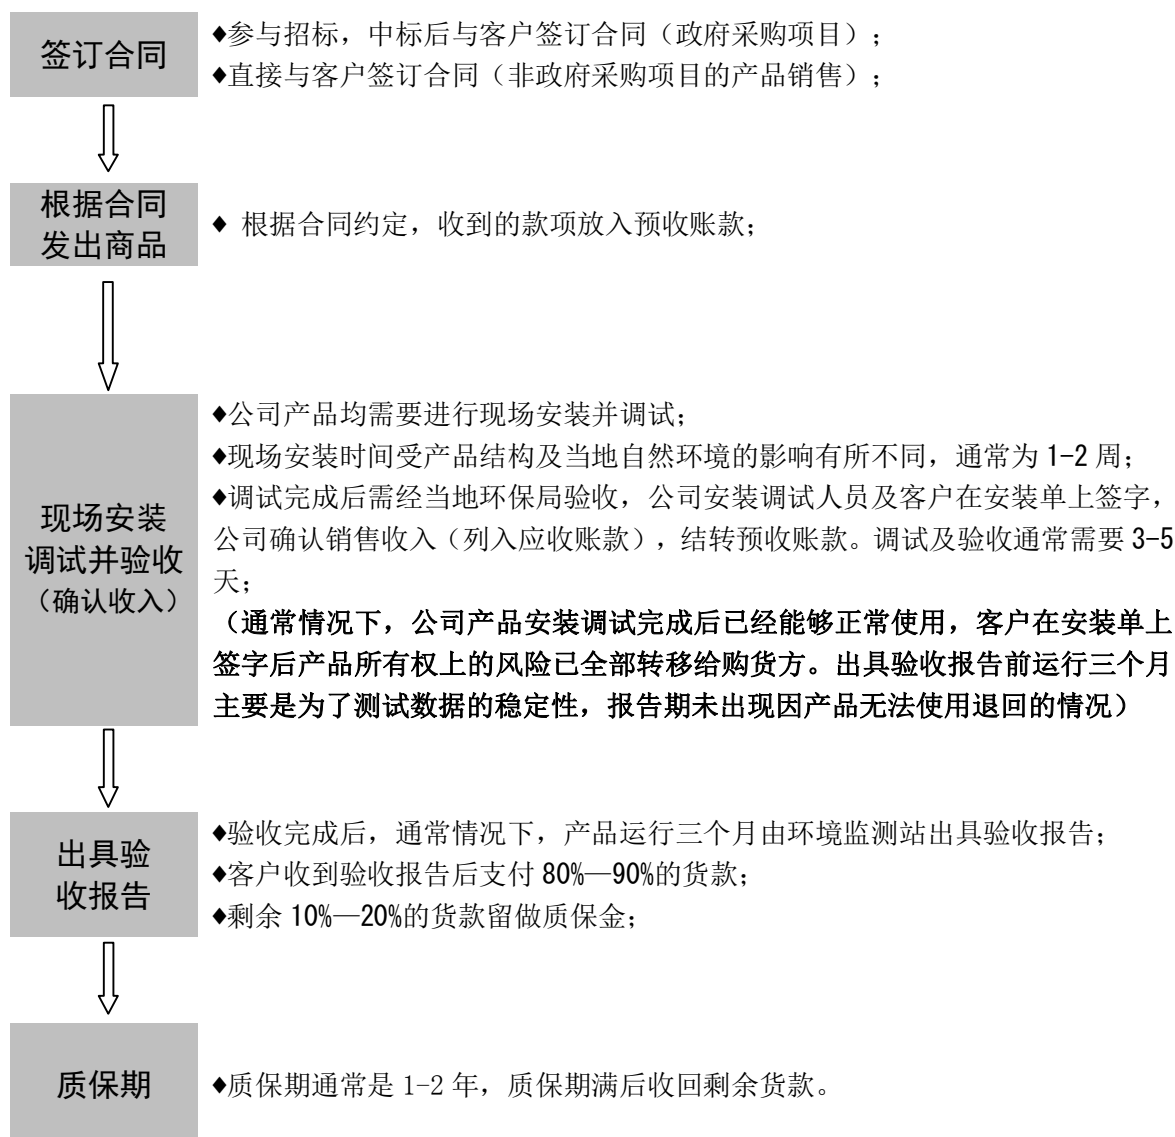 签订合同
◆参与招标，中标后与客户签订合同（政府采购项目）；
◆直接与客户签订合同（非政府采购项目的产品销售）；
根据合同
发出商品
◆ 根据合同约定，收到的款项放入预收账款；
现场安装
调试并验收
（确认收入）
◆公司产品均需要进行现场安装并调试；
◆现场安装时间受产品结构及当地自然环境的影响有所不同，通常为 1-2 周；
◆调试完成后需经当地环保局验收，公司安装调试人员及客户在安装单上签字，
公司确认销售收入（列入应收账款），结转预收账款。调试及验收通常需要 3-5
天；
（通常情况下，公司产品安装调试完成后已经能够正常使用，客户在安装单上
签字后产品所有权上的风险已全部转移给购货方。出具验收报告前运行三个月
主要是为了测试数据的稳定性，报告期未出现因产品无法使用退回的情况）
出具验
收报告
◆验收完成后，通常情况下，产品运行三个月由环境监测站出具验收报告；
◆客户收到验收报告后支付 80%—90%的货款；
◆剩余 10%—20%的货款留做质保金；
质保期
◆质保期通常是 1-2 年，质保期满后收回剩余货款。